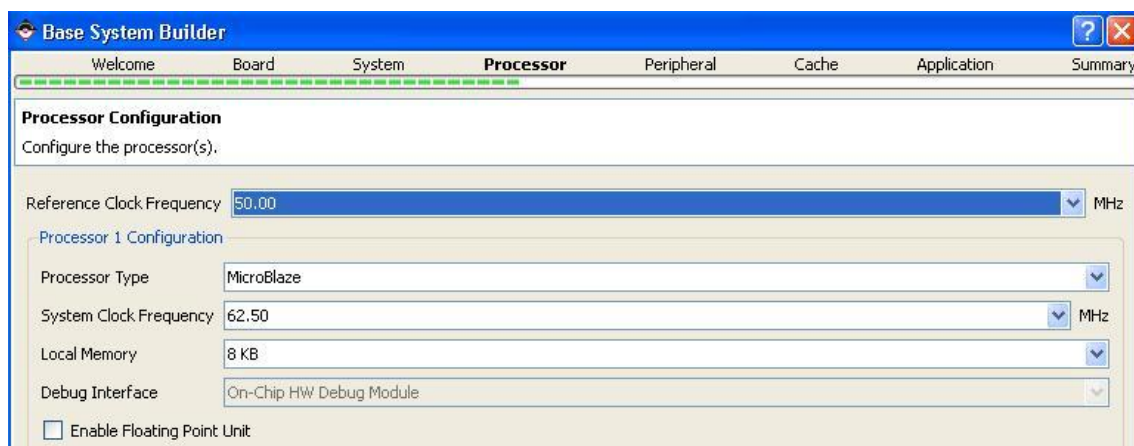 Base System Builder
Welcome Board System Processor Peripheral Cache Application Summary
Processor Configuration
Configure the processor(s).
Reference Clock Frequency 50.00 MHz
Processor 1 Configuration
Processor Type MicroBlaze
System Clock Frequency 62.50 MHz
Local Memory 8 KB
Debug Interface On-Chip HW Debug Module
Enable Floating Point Unit